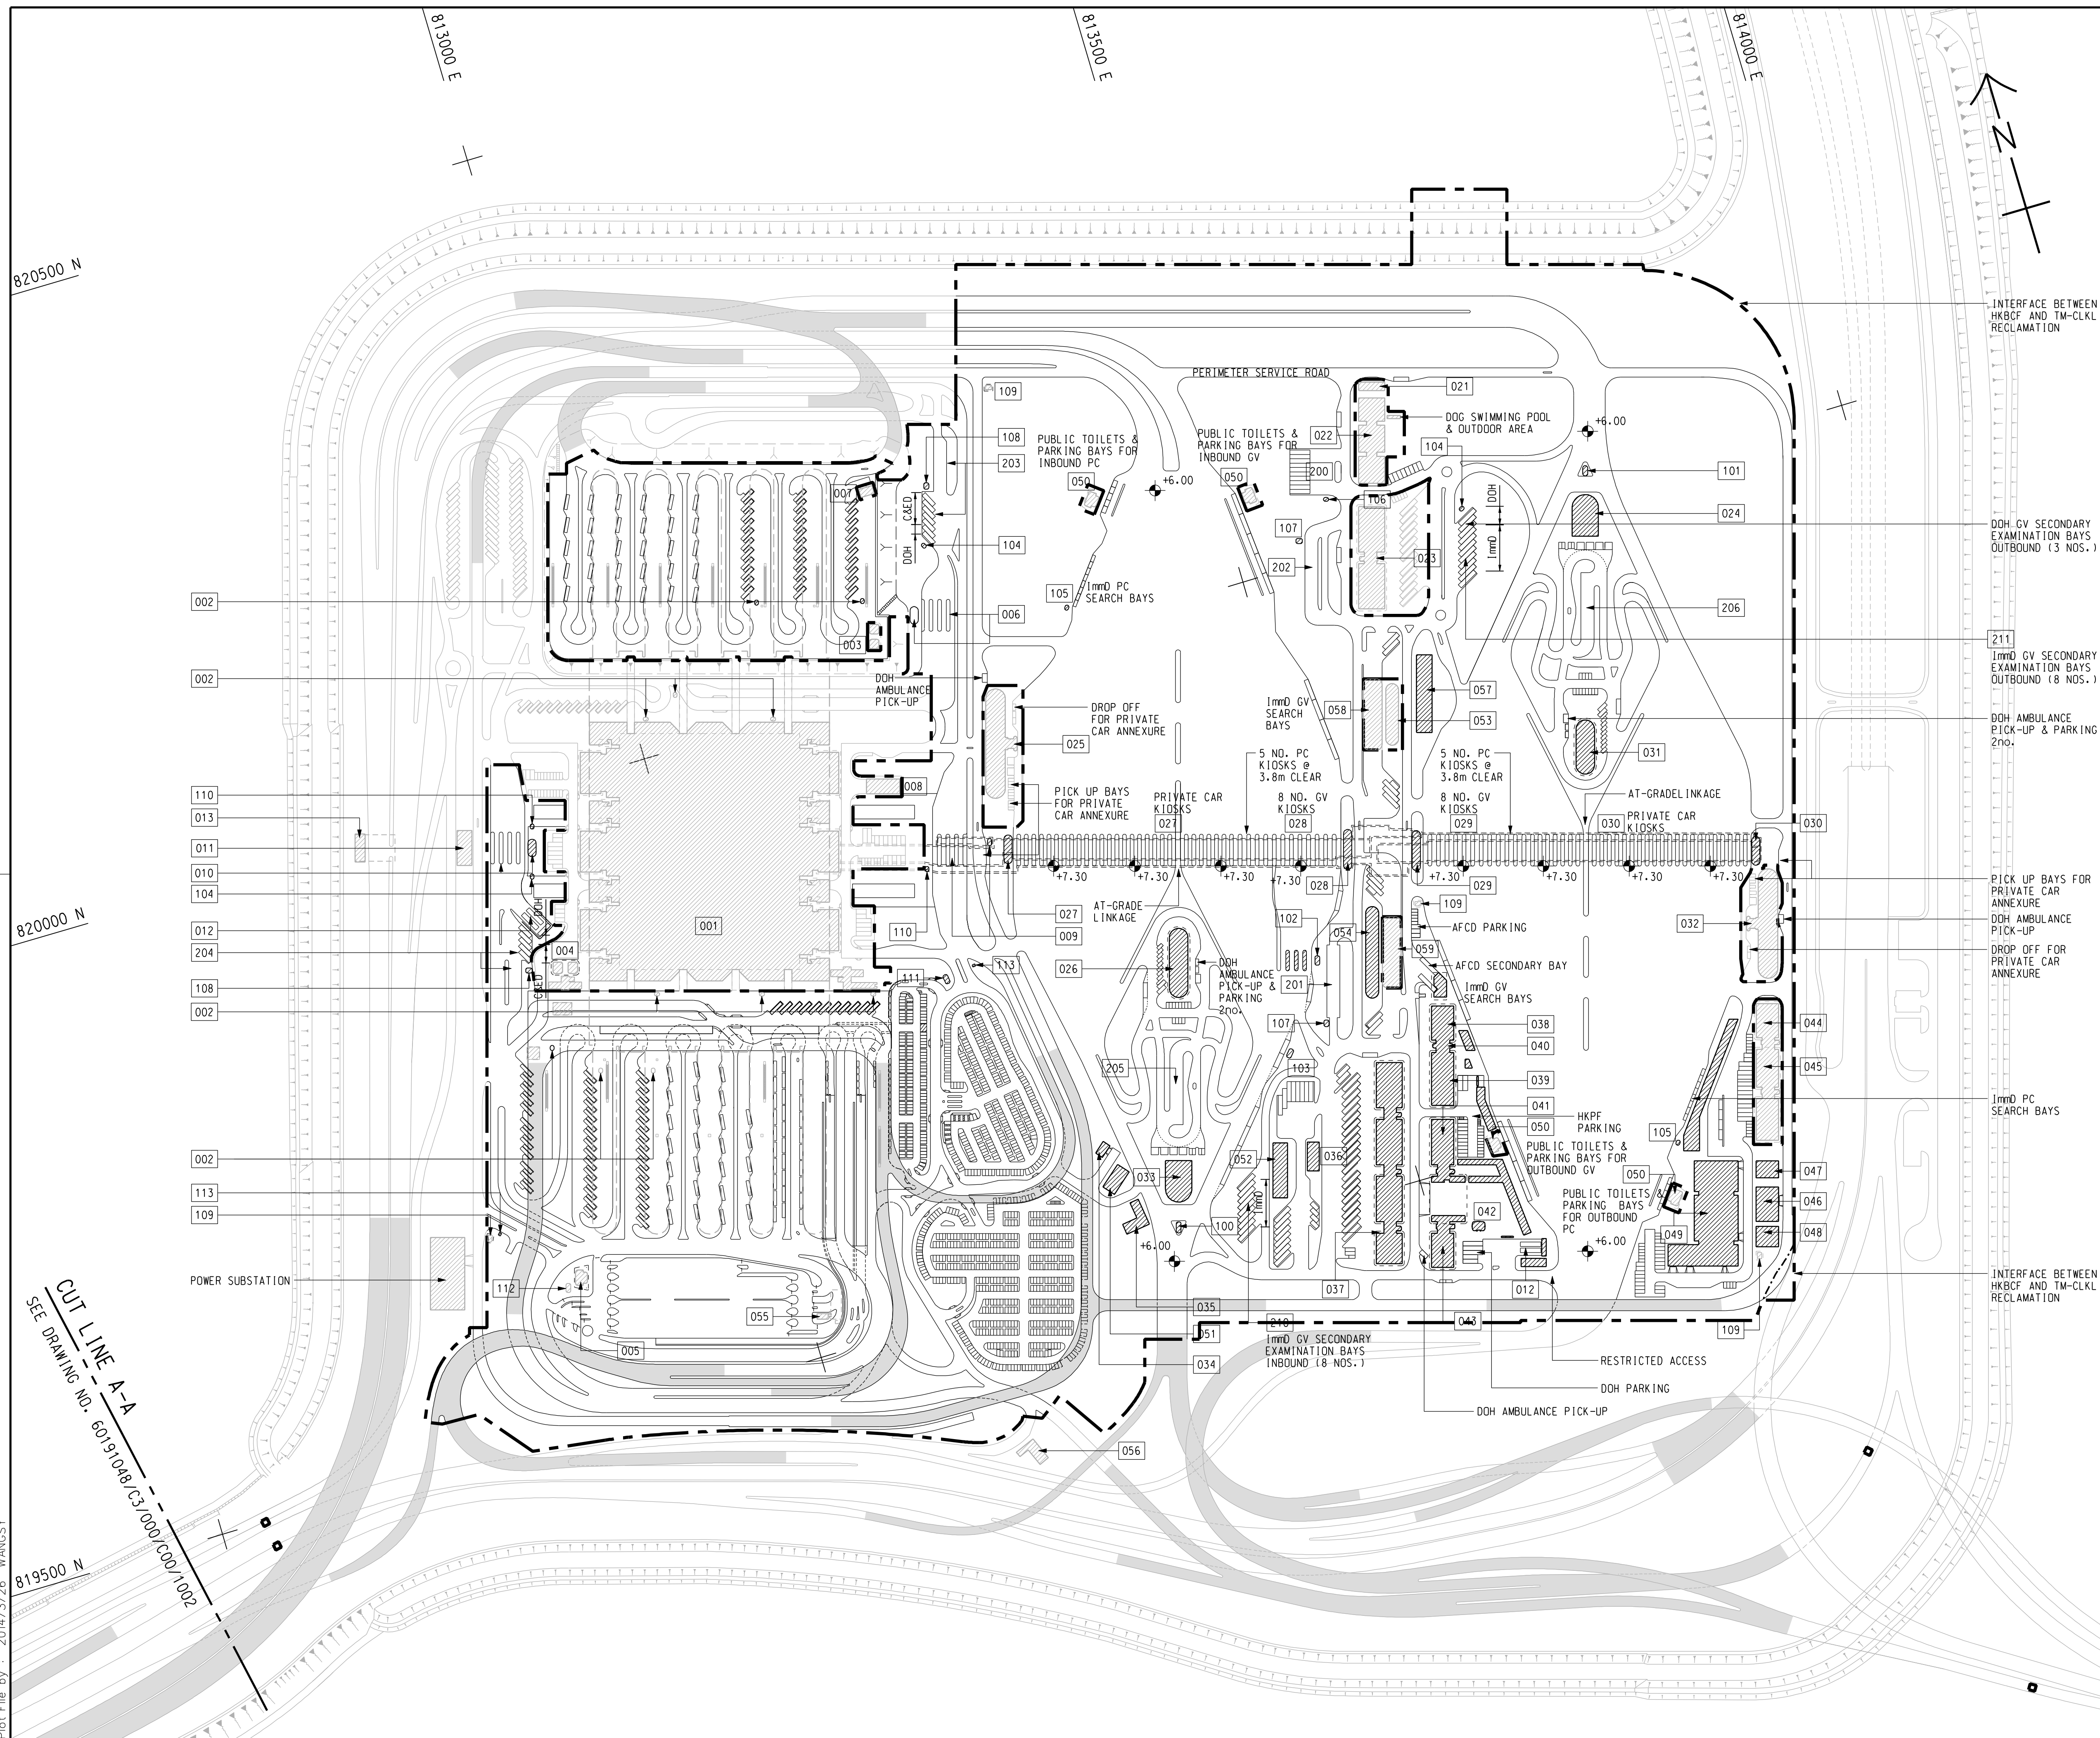 813000 E
813500 E
814000 E
N
820500 N
INTERFACE BETWEEN
HKBCF AND TM-CLKL
RECLAMATION
PERIMETER SERVICE ROAD
021
109
DOG SWIMMING POOL
& OUTDOOR AREA
+6.00
108
PUBLIC TOILETS &
PARKING BAYS FOR
INBOUND PC
PUBLIC TOILETS &
PARKING BAYS FOR
INBOUND GV
022
104
203
200
101
050
050
+6.00
007
C&ED
106
DOH
024
107
DOH GV SECONDARY
EXAMINATION BAYS
OUTBOUND (3 NOS.)
104
DOH
ImmD
023
202
002
105
ImmD PC
SEARCH BAYS
006
206
003
211
ImmD GV SECONDARY
EXAMINATION BAYS
OUTBOUND (8 NOS.)
002
DOH
AMBULANCE
PICK-UP
057
DROP OFF
FOR PRIVATE
CAR ANNEXURE
ImmD GV
SEARCH
BAYS
058
053
DOH AMBULANCE
PICK-UP & PARKING
2no.
025
031
5 NO. PC
KIOSKS @
3.8m CLEAR
5 NO. PC
KIOSKS @
3.8m CLEAR
008
PICK UP BAYS
FOR PRIVATE
CAR ANNEXURE
AT-GRADELINKAGE
110
PRIVATE CAR
KIOSKS
027
8 NO. GV
KIOSKS
028
8 NO. GV
KIOSKS
029
PRIVATE CAR
KIOSKS
030
030
013
011
010
+7.30
+7.30
+7.30
+7.30
+7.30
+7.30
+7.30
+7.30
104
028
029
PICK UP BAYS FOR
PRIVATE CAR
ANNEXURE
820000 N
DOH
AT-GRADE
LINKAGE
027
109
012
001
110
009
102
054
AFCD PARKING
032
DOH AMBULANCE
PICK-UP
204
004
059
DROP OFF FOR
PRIVATE CAR
ANNEXURE
026
DOH
AMBULANCE
PICK-UP &
PARKING
2no.
113
AFCD SECONDARY BAY
111
108
C&ED
201
ImmD GV
SEARCH BAYS
002
107
038
044
040
205
103
039
045
041
ImmD PC
SEARCH BAYS
HKPF
PARKING
050
105
PUBLIC TOILETS &
PARKING BAYS FOR
OUTBOUND GV
002
052
036
033
050
047
113
PUBLIC TOILETS &
PARKING BAYS
FOR OUTBOUND
PC
046
ImmD
109
100
042
049
048
+6.00
+6.00
POWER SUBSTATION
112
037
012
INTERFACE BETWEEN
HKBCF AND TM-CLKL
RECLAMATION
035
055
043
109
051
210
ImmD GV SECONDARY
EXAMINATION BAYS
INBOUND (8 NOS.)
005
034
RESTRICTED ACCESS
DOH PARKING
DOH AMBULANCE PICK-UP
056
CUT LINE A-A
SEE DRAWING NO. 60191048/C3/000/C00/1002
819500 N
Plot File by : 2014/3/26 WANGSY